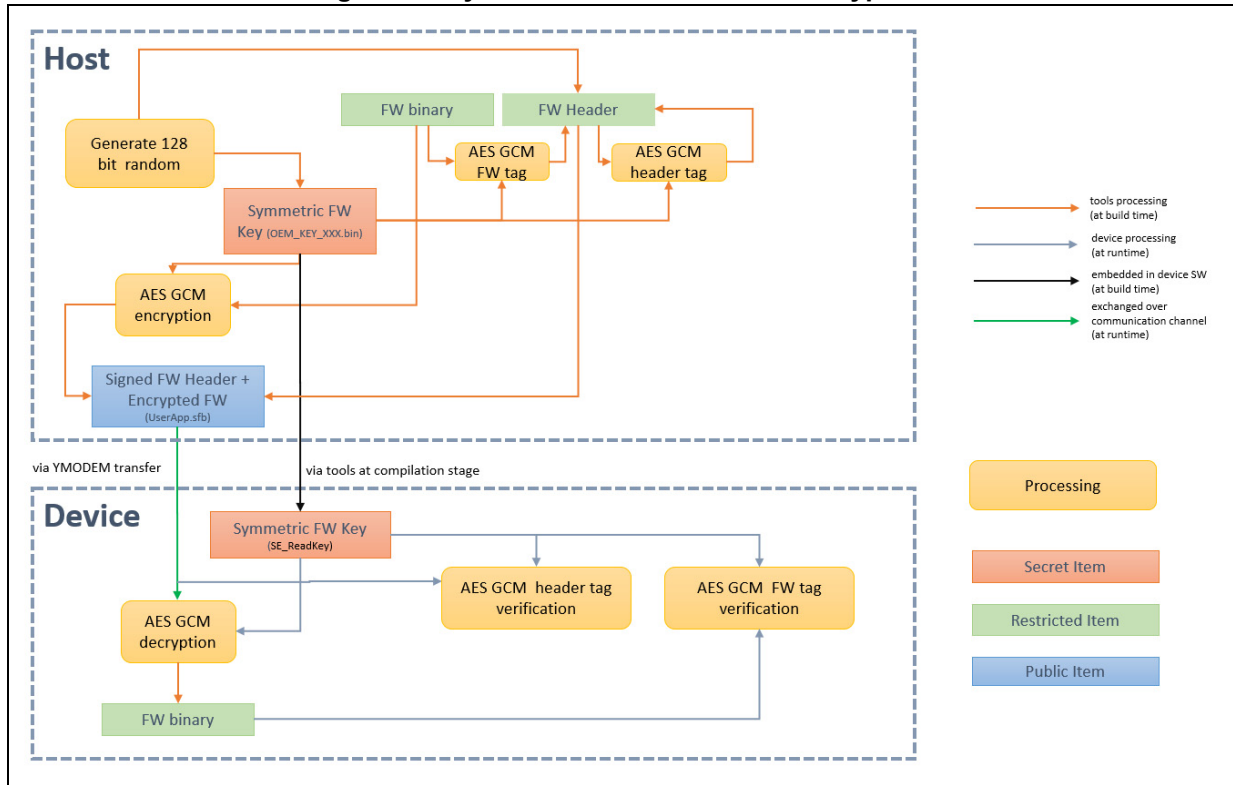 Host
FW binary
FW Header
Generate 128
bit random
AES GCM
FW tag
AES GCM
header tag
Symmetric FW
Key (OEM_KEY_XXX.bin)
AES GCM
encryption
Signed FW Header +
Encrypted FW
(UserApp.sfb)
tools processing
(at build time)
device processing
(at runtime)
embedded in device SW
(at build time)
exchanged over
communication channel
(at runtime)
via YMODEM transfer
via tools at compilation stage
Device
Symmetric FW Key
(SE_ReadKey)
AES GCM header tag
verification
AES GCM FW tag
verification
AES GCM
decryption
FW binary
Processing
Secret Item
Restricted Item
Public Item